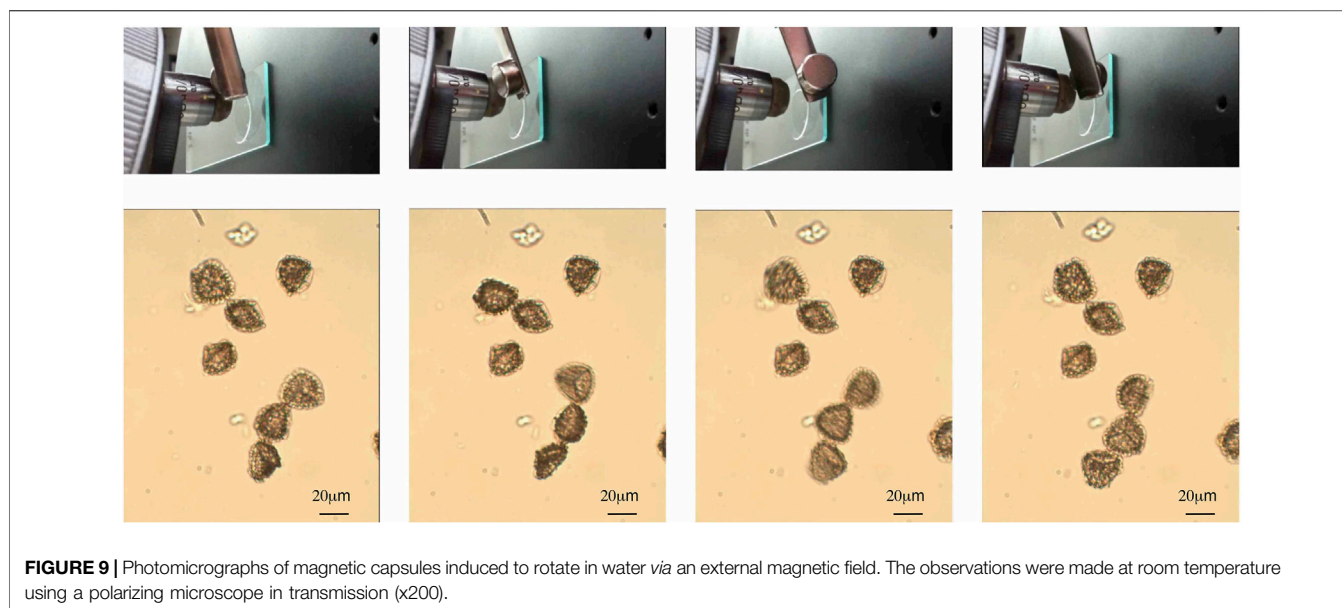 20μm
20μm
20μm
20μm
FIGURE 9 | Photomicrographs of magnetic capsules induced to rotate in water via an external magnetic field. The observations were made at room temperature
using a polarizing microscope in transmission (x200).